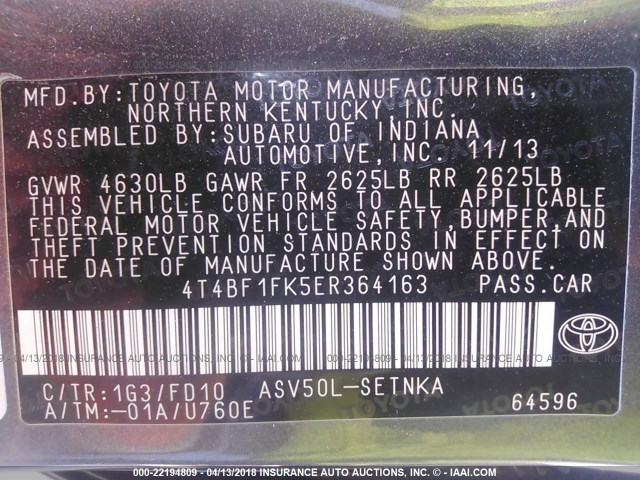 MFD.BY:TOYOTA MOTOR MANUFACTURING,
NORTHERN KENTUCKY,INC.
ASSEMBLED BY:SUBARU OF INDIANA
AUTOMOTIVE,INC. 11/13
GVWR 4630LB GAWR FR 2625LB RR 2625LB
THIS VEHICLE CONFORMS TO ALL APPLICABLE
FEDERAL MOTOR VEHICLE SAFETY,BUMPER,AND
THEFT PREVENTION STANDARDS IN EFFECT ON
THE DATE OF MANUFACTURE SHOWN ABOVE.
4T4BF1FK5ER364163 PASS.CAR
TOYOTA
C/TR:1G3/FD10 ASV50L-SETNKA
A/TM:-01A/U760E 64596
000-22194809 - 04/13/2018 - INSURANCE AUTO AUCTIONS, INC. - © - IAAI.COM